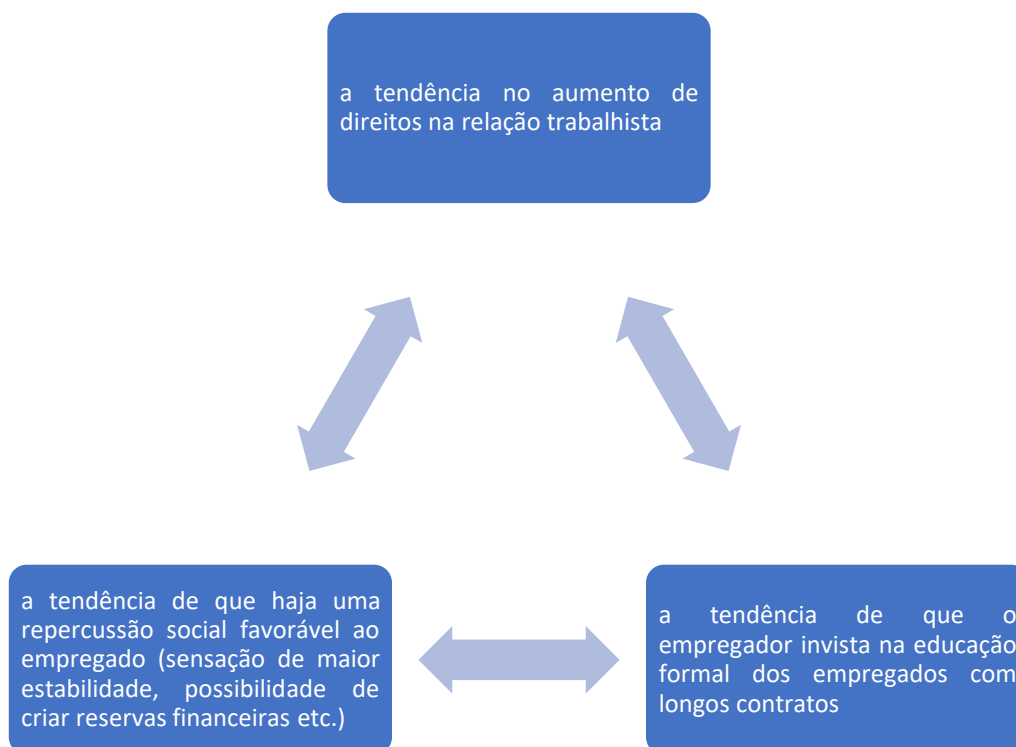 a tendência no aumento de
direitos na relação trabalhista
a tendência de que haja uma
repercussão social favorável ao
empregado (sensação de maior
estabilidade, possibilidade de
criar reservas financeiras etc.)
a tendência de que o
empregador invista na educação
formal dos empregados com
longos contratos